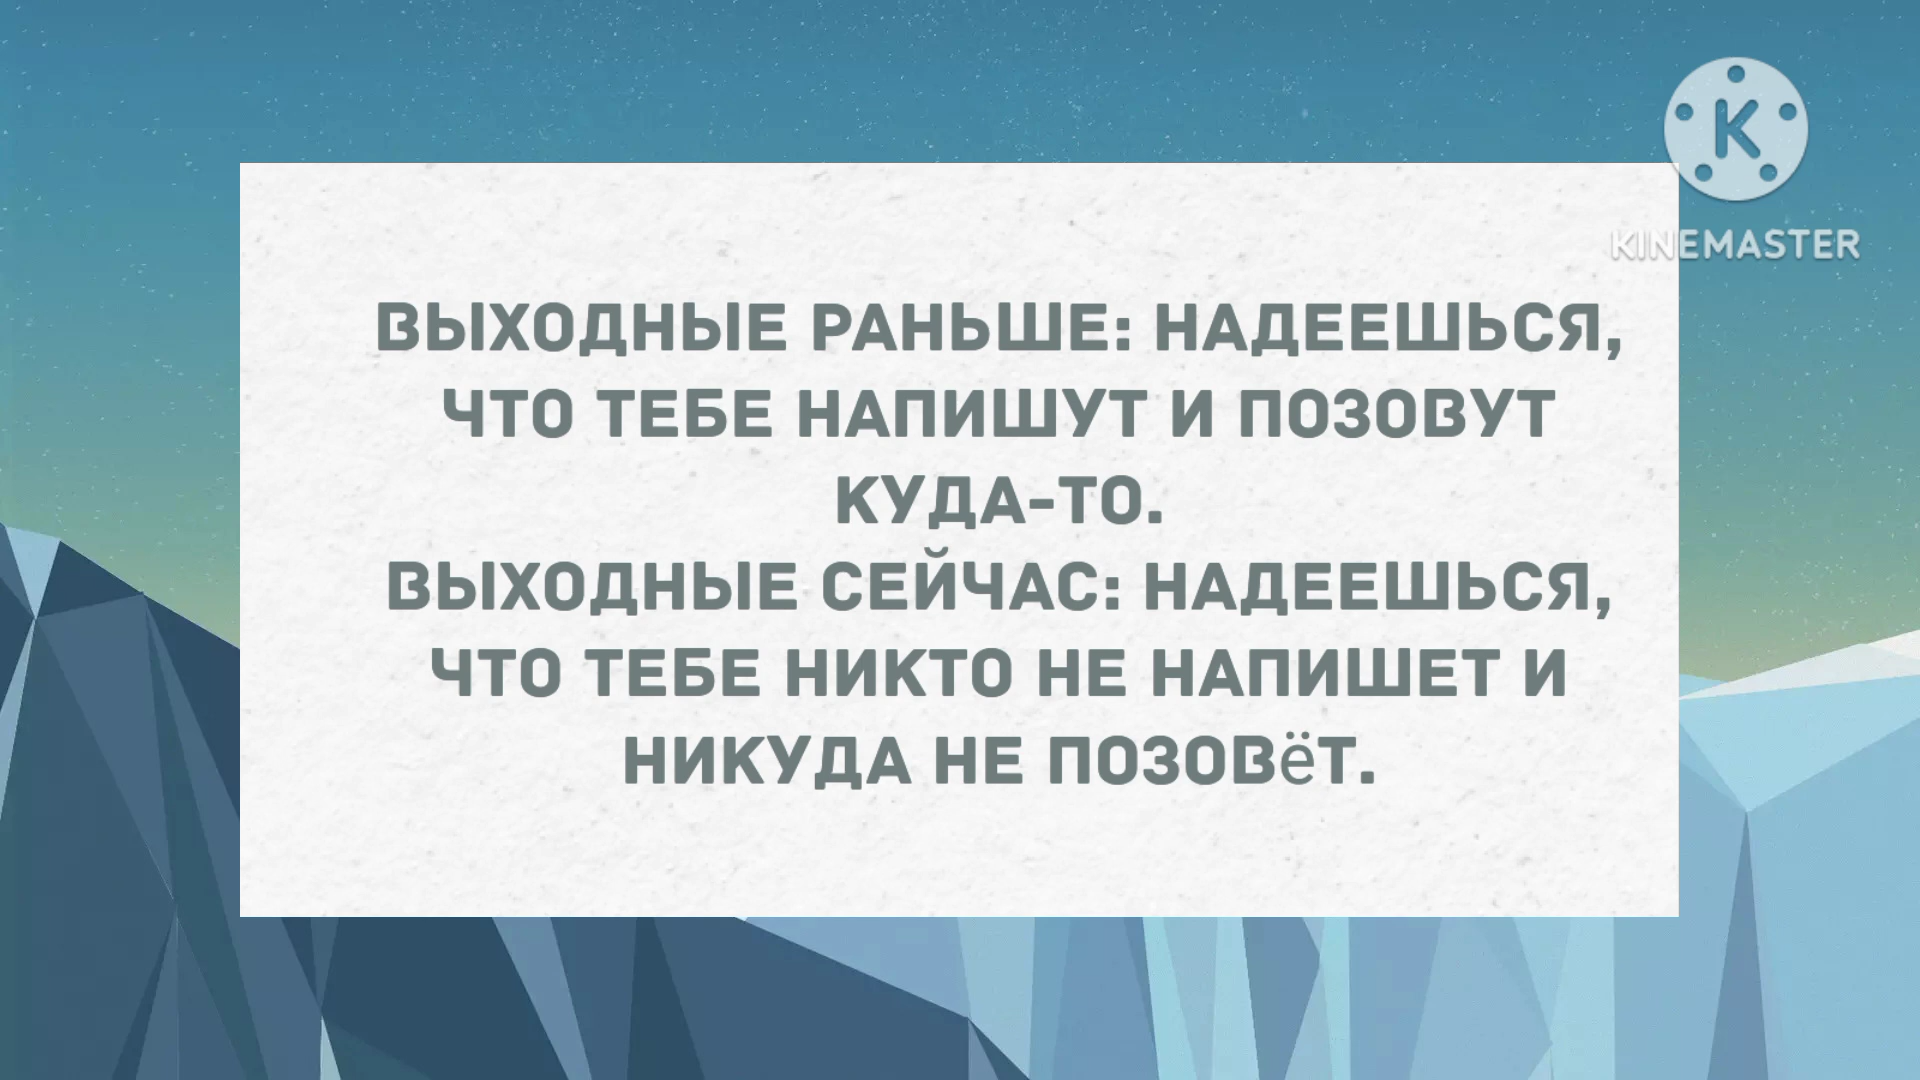 K
KINEMASTER
ВЫХОДНЫЕ РАНЬШЕ: НАДЕЕШЬСЯ,
ЧТО ТЕБЕ НАПИШУТ И ПОЗОВУТ
КУДА-ТО.
ВЫХОДНЫЕ СЕЙЧАС: НАДЕЕШЬСЯ,
ЧТО ТЕБЕ НИКТО НЕ НАПИШЕТ И
НИКУДА НЕ ПОЗОВёТ.